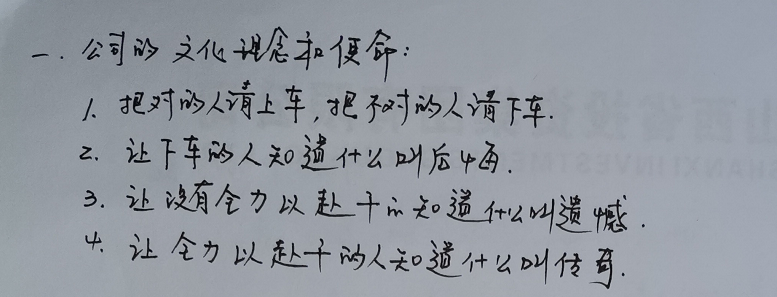 一. 公司的文化理念和使命:
1. 把对的人请上车,把不对的人请下车.
2. 让下车的人知道什么叫后悔.
3. 让没有全力以赴干的知道什么叫遗憾.
4. 让全力以赴干的人知道什么叫传奇.